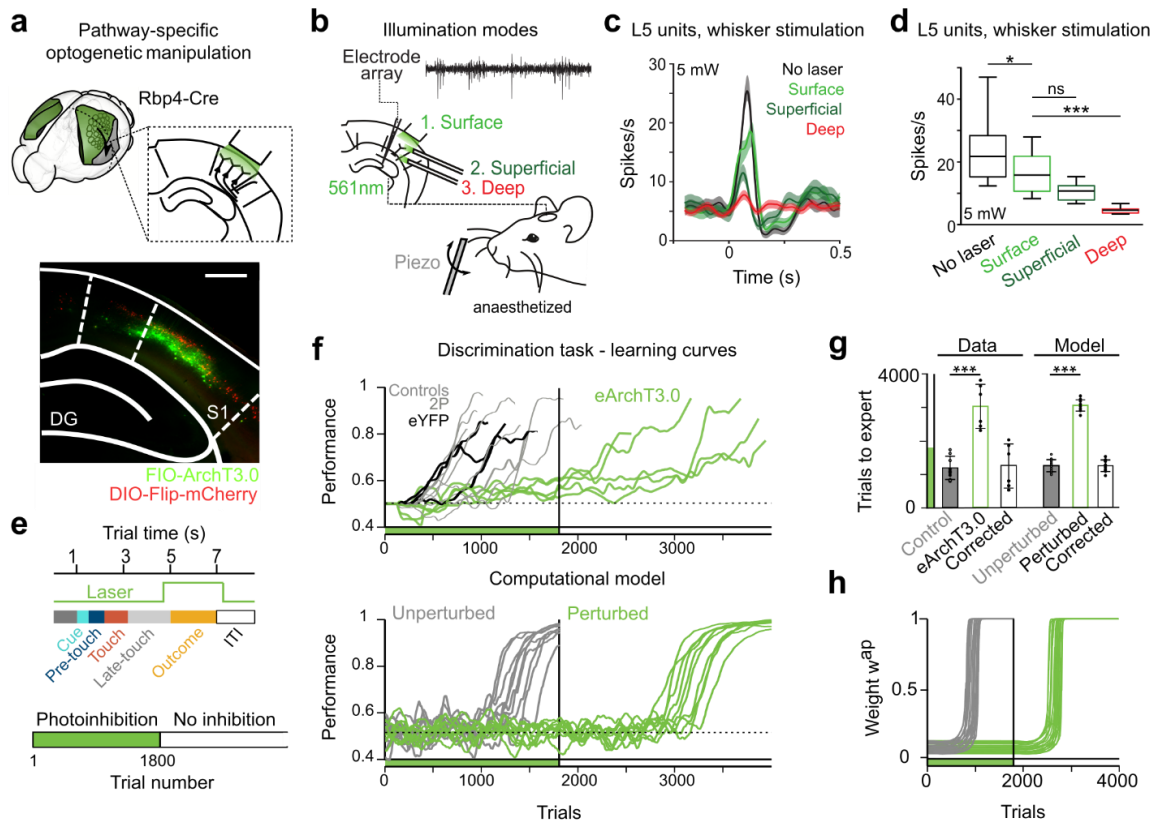 a
Pathway-specific
optogenetic manipulation
Rbp4-Cre
DG
S1
FIO-ArchT3.0
DIO-Flip-mCherry
b
Illumination modes
Electrode
array
1. Surface
2. Superficial
3. Deep
561nm
Piezo
anaesthetized
c
L5 units, whisker stimulation
30
20
10
0
Spikes/s
5 mW
No laser
Surface
Superficial
Deep
0
0.5
Time (s)
d
L5 units, whisker stimulation
40
20
0
Spikes/s
*
ns
***
5 mW
No laser
Surface
Superficial
Deep
e
Trial time (s)
1
3
5
7
Laser
Cue
Pre-touch
Touch
Late-touch
Outcome
ITI
Photoinhibition
No inhibition
1
1800
Trial number
f
Discrimination task - learning curves
1
0.8
0.6
0.4
Performance
Controls
2P
eYFP
eArchT3.0
0
1000
2000
3000
Computational model
1
0.8
0.6
0.4
Performance
Unperturbed
Perturbed
0
1000
2000
3000
Trials
g
Data
Model
4000
0
Trials to expert
***
***
Control
eArchT3.0
Corrected
Unperturbed
Perturbed
Corrected
h
1
0.5
0
Weight wap
0
2000
4000
Trials